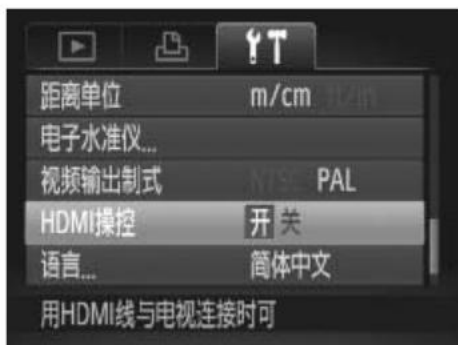 距离单位 m/cm ft/in
电子水准仪...
视频输出制式 NTSC PAL
HDMI操控 开 关
语言... 简体中文
用HDMI线与电视连接时可